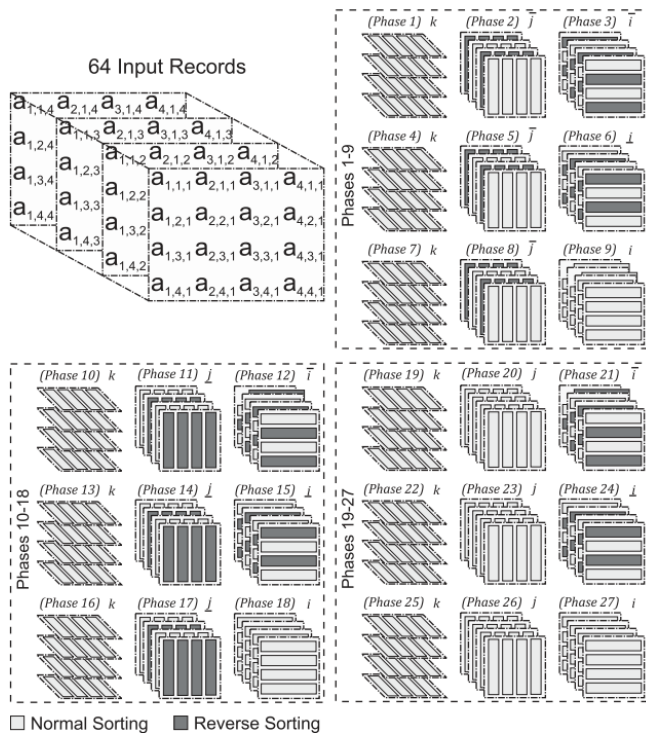 64 Input Records
a1,1,4 a2,1,4 a3,1,4 a4,1,4
a1,1,3 a2,1,3 a3,1,3 a4,1,3
a1,1,2 a2,1,2 a3,1,2 a4,1,2
a1,1,1 a2,1,1 a3,1,1 a4,1,1
a1,2,4 a1,2,3 a1,2,2 a1,2,1 a2,2,1 a3,2,1 a4,2,1
a1,3,4 a1,3,3 a1,3,2 a1,3,1 a2,3,1 a3,3,1 a4,3,1
a1,4,4 a1,4,3 a1,4,2 a1,4,1 a2,4,1 a3,4,1 a4,4,1
Phases 1-9
(Phase 1) k (Phase 2) j̅ (Phase 3) i̅
(Phase 4) k (Phase 5) j̅ (Phase 6) i̲
(Phase 7) k (Phase 8) j̅ (Phase 9) i
Phases 10-18
(Phase 10) k (Phase 11) j̲ (Phase 12) i̅
(Phase 13) k (Phase 14) j̲ (Phase 15) i̲
(Phase 16) k (Phase 17) j̲ (Phase 18) i
Phases 19-27
(Phase 19) k (Phase 20) j (Phase 21) i̅
(Phase 22) k (Phase 23) j (Phase 24) i̲
(Phase 25) k (Phase 26) j (Phase 27) i
Normal Sorting
Reverse Sorting